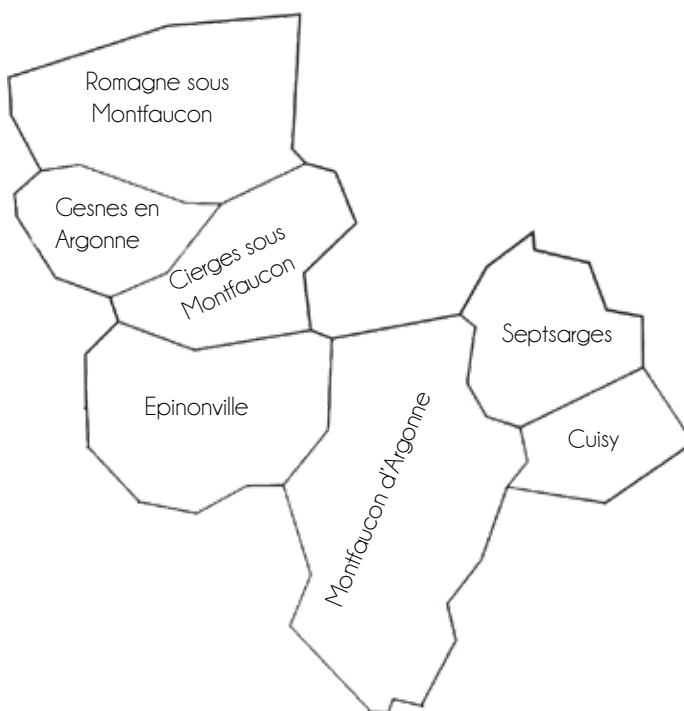 Romagne sous
Montfaucon
Gesnes en
Argonne
Cierges sous
Montfaucon
Septsarges
Epinonville
Cuisy
Montfaucon d'Argonne